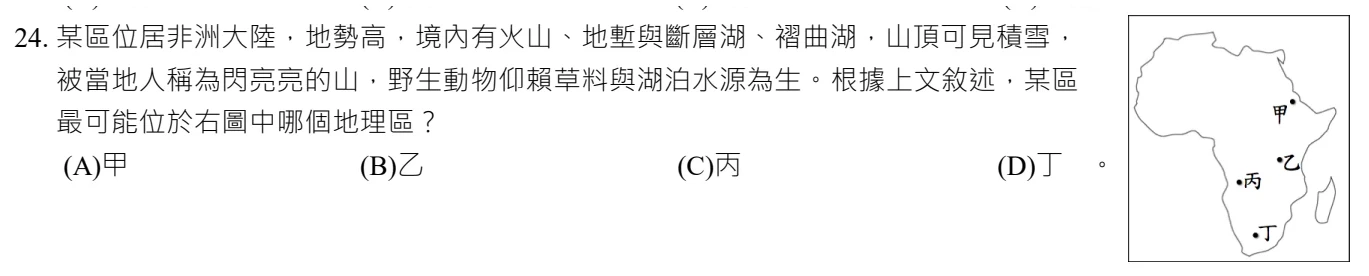 24. 某區位居非洲大陸，地勢高，境內有火山、地塹與斷層湖、褶曲湖，山頂可見積雪，
被當地人稱為閃亮亮的山，野生動物仰賴草料與湖泊水源為生。根據上文敘述，某區
最可能位於右圖中哪個地理區？
(A)甲 (B)乙 (C)丙 (D)丁 。
甲
乙
丙
丁